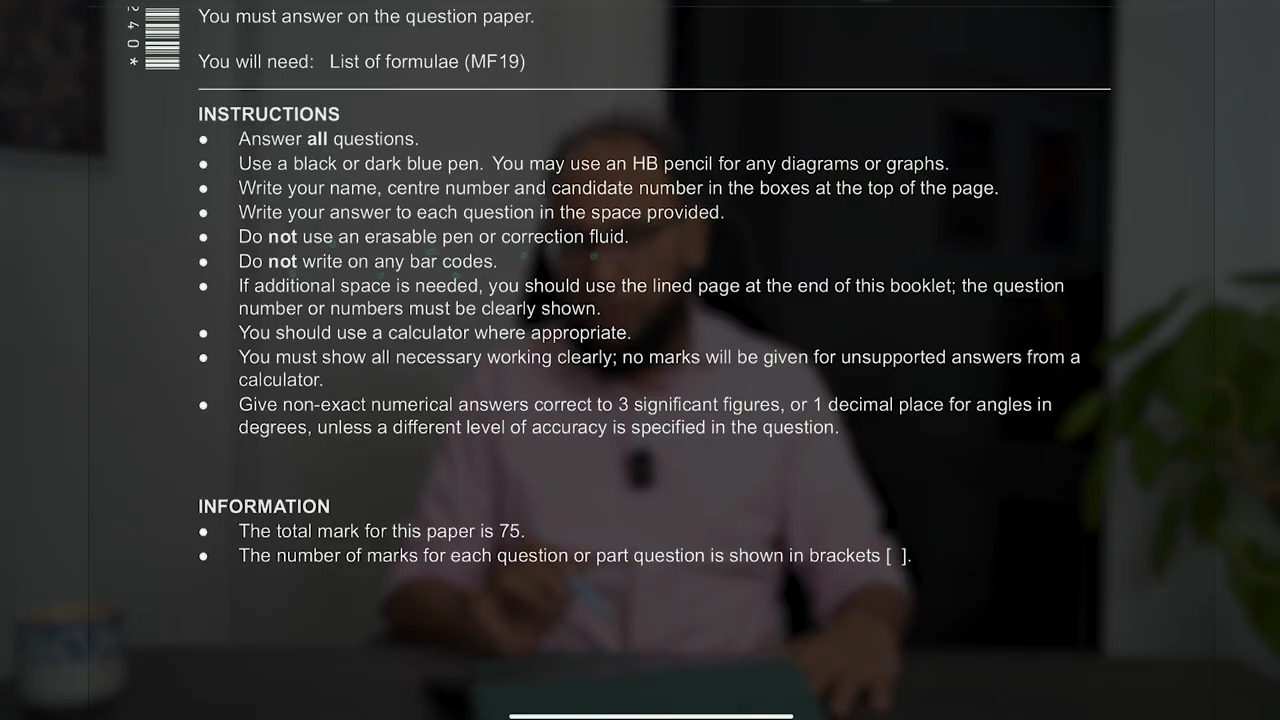 You must answer on the question paper.
You will need: List of formulae (MF19)
INSTRUCTIONS
● Answer all questions.
● Use a black or dark blue pen. You may use an HB pencil for any diagrams or graphs.
● Write your name, centre number and candidate number in the boxes at the top of the page.
● Write your answer to each question in the space provided.
● Do not use an erasable pen or correction fluid.
● Do not write on any bar codes.
● If additional space is needed, you should use the lined page at the end of this booklet; the question
number or numbers must be clearly shown.
● You should use a calculator where appropriate.
● You must show all necessary working clearly; no marks will be given for unsupported answers from a
calculator.
● Give non-exact numerical answers correct to 3 significant figures, or 1 decimal place for angles in
degrees, unless a different level of accuracy is specified in the question.
INFORMATION
● The total mark for this paper is 75.
● The number of marks for each question or part question is shown in brackets [ ].